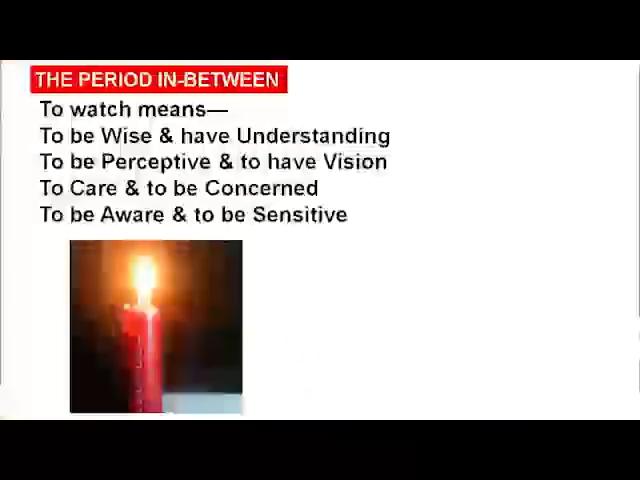 THE PERIOD IN-BETWEEN
To watch means—
To be Wise & have Understanding
To be Perceptive & to have Vision
To Care & to be Concerned
To be Aware & to be Sensitive